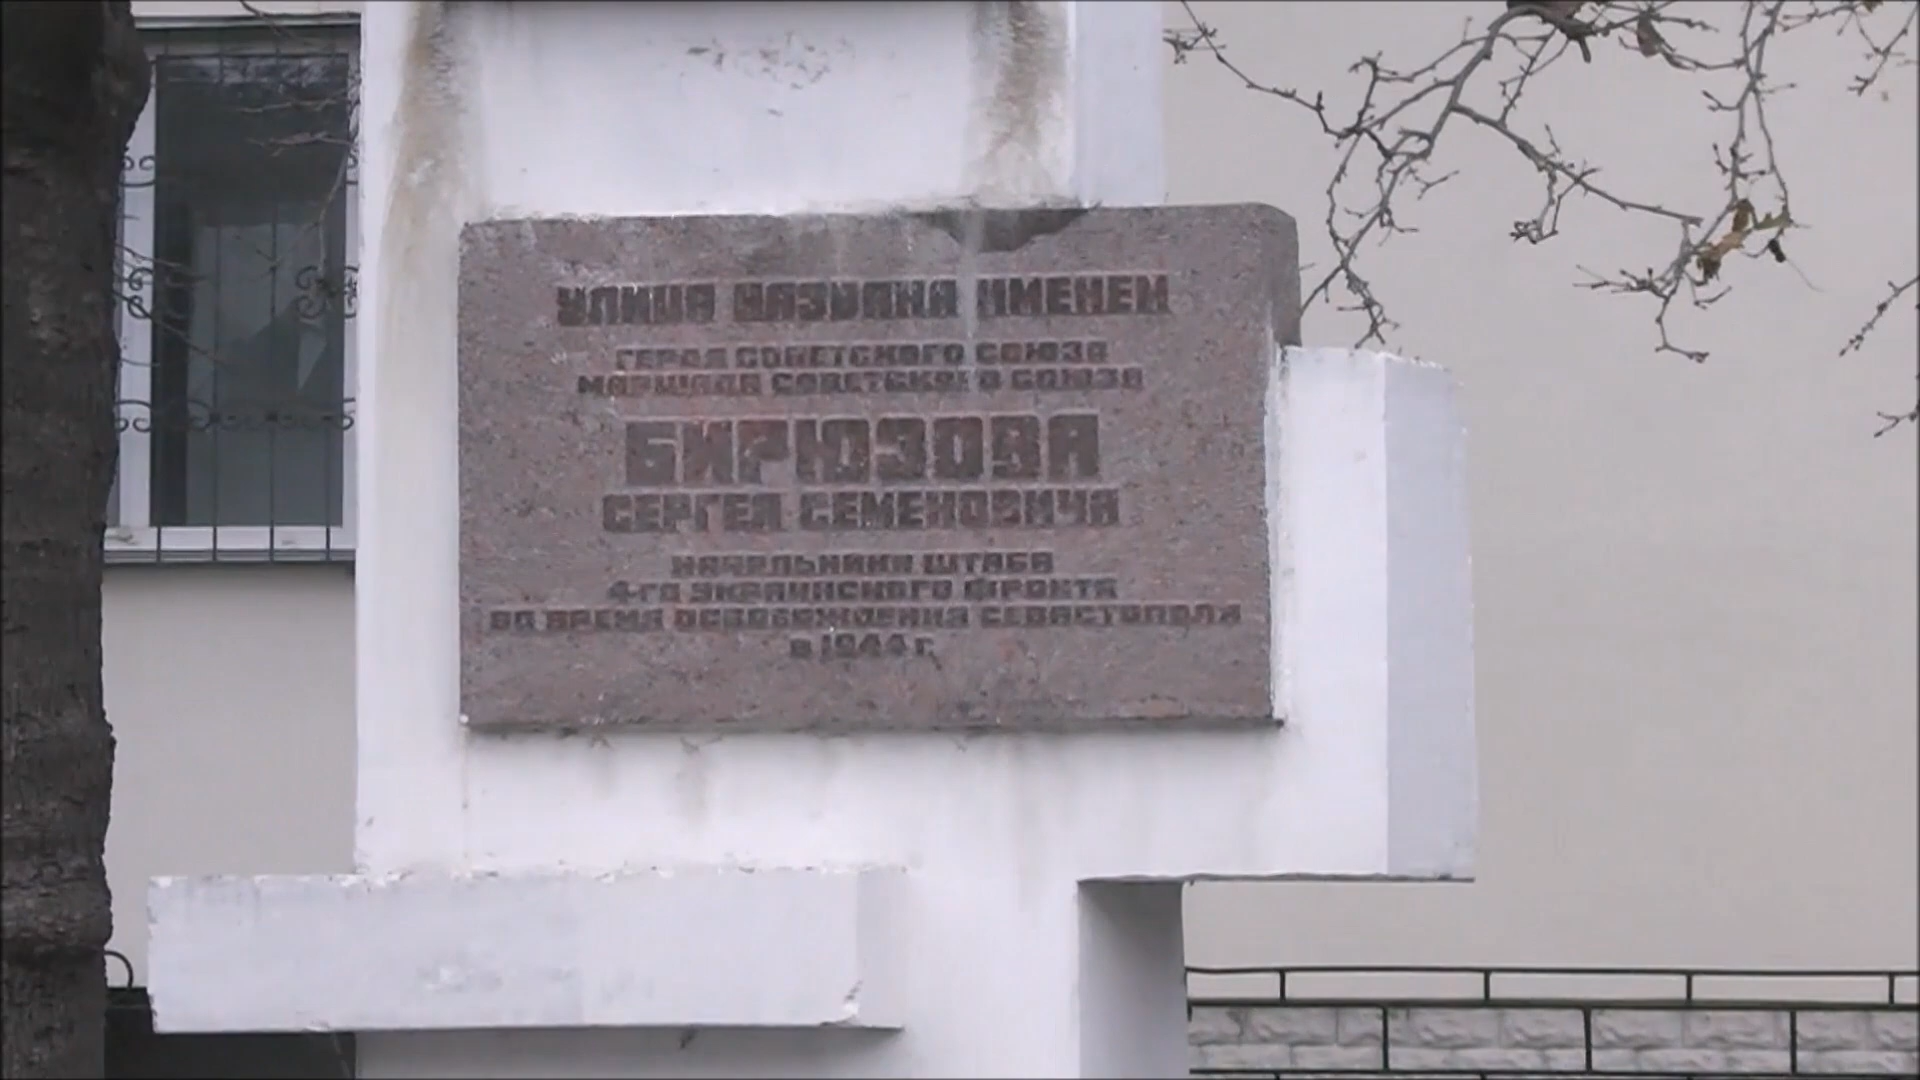 УЛИЦА НАЗВАНА ИМЕНЕМ
ГЕРОЯ СОВЕТСКОГО СОЮЗА
МАРШАЛА СОВЕТСКОГО СОЮЗА
БИРЮЗОВА
СЕРГЕЯ СЕМЕНОВИЧА
НАЧАЛЬНИКА ШТАБА
4-ГО УКРАИНСКОГО ФРОНТА
ВО ВРЕМЯ ОСВОБОЖДЕНИЯ СЕВАСТОПОЛЯ
в 1944 г.